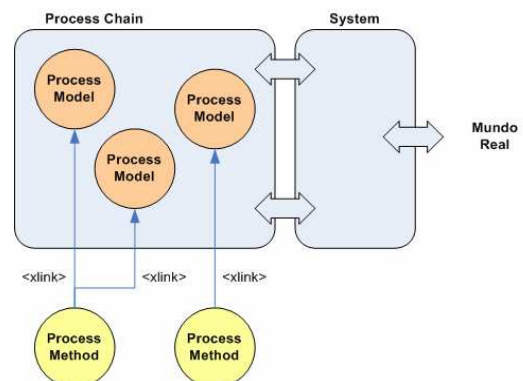 Process Chain
System
Process
Model
Process
Model
Process
Model
Mundo
Real
<xlink>
<xlink>
<xlink>
Process
Method
Process
Method